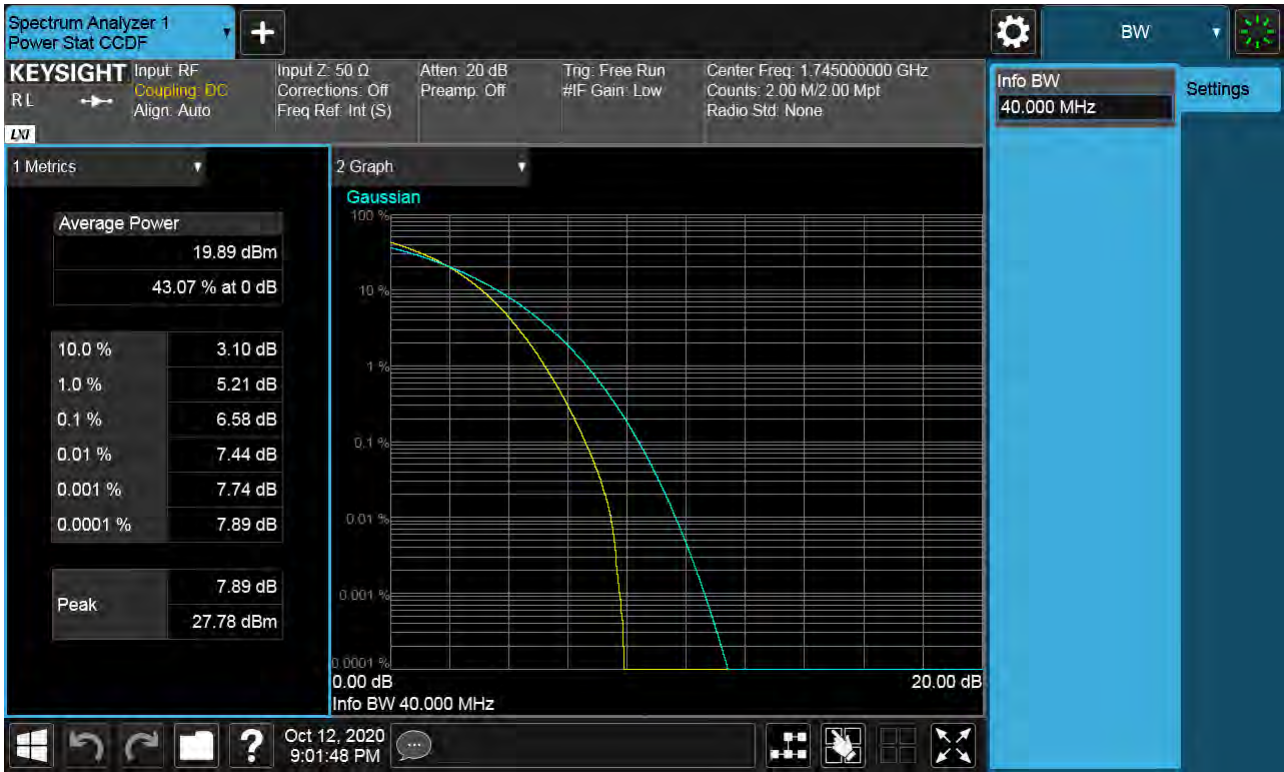 Spectrum Analyzer 1
Power Stat CCDF
+
BW
KEYSIGHT
RL
LXI
Input: RF
Coupling: DC
Align: Auto
Input Z: 50 Ω
Corrections: Off
Freq Ref: Int (S)
Atten: 20 dB
Preamp: Off
Trig: Free Run
#IF Gain: Low
Center Freq: 1.745000000 GHz
Counts: 2.00 M/2.00 Mpt
Radio Std: None
Info BW
40.000 MHz
Settings
1 Metrics
Average Power
19.89 dBm
43.07 % at 0 dB
10.0 % 3.10 dB
1.0 % 5.21 dB
0.1 % 6.58 dB
0.01 % 7.44 dB
0.001 % 7.74 dB
0.0001 % 7.89 dB
Peak
7.89 dB
27.78 dBm
2 Graph
Gaussian
100 %
10 %
1 %
0.1 %
0.01 %
0.001 %
0.0001 %
0.00 dB 20.00 dB
Info BW 40.000 MHz
?
Oct 12, 2020
9:01:48 PM